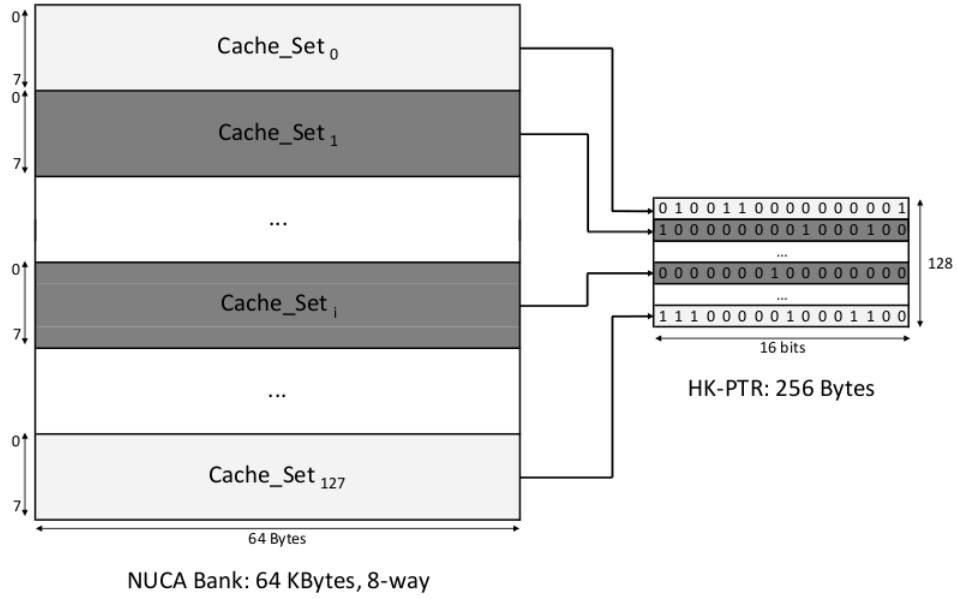 0
7
Cache_Set 0
0
7
Cache_Set 1
...
0
7
Cache_Set i
...
0
7
Cache_Set 127
64 Bytes
NUCA Bank: 64 KBytes, 8-way
0 1 0 0 1 1 0 0 0 0 0 0 0 0 0 1
1 0 0 0 0 0 0 0 0 1 0 0 0 1 0 0
...
0 0 0 0 0 0 0 1 0 0 0 0 0 0 0 0
...
1 1 1 0 0 0 0 0 1 0 0 0 1 1 0 0
128
16 bits
HK-PTR: 256 Bytes